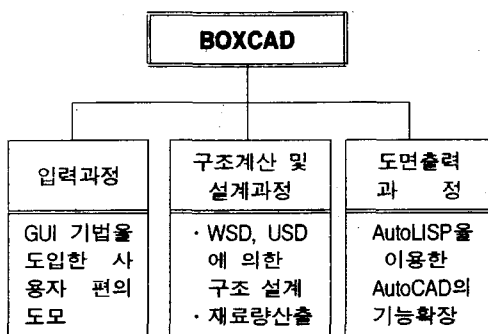 BOXCAD
입력과정
GUI 기법을
도입한 사
용자 편의
도모
구조계산 및
설계과정
· WSD, USD
에 의한
구조 설계
· 재료량산출
도면출력
과 정
AutoLISP을
이용한
AutoCAD의
기능확장